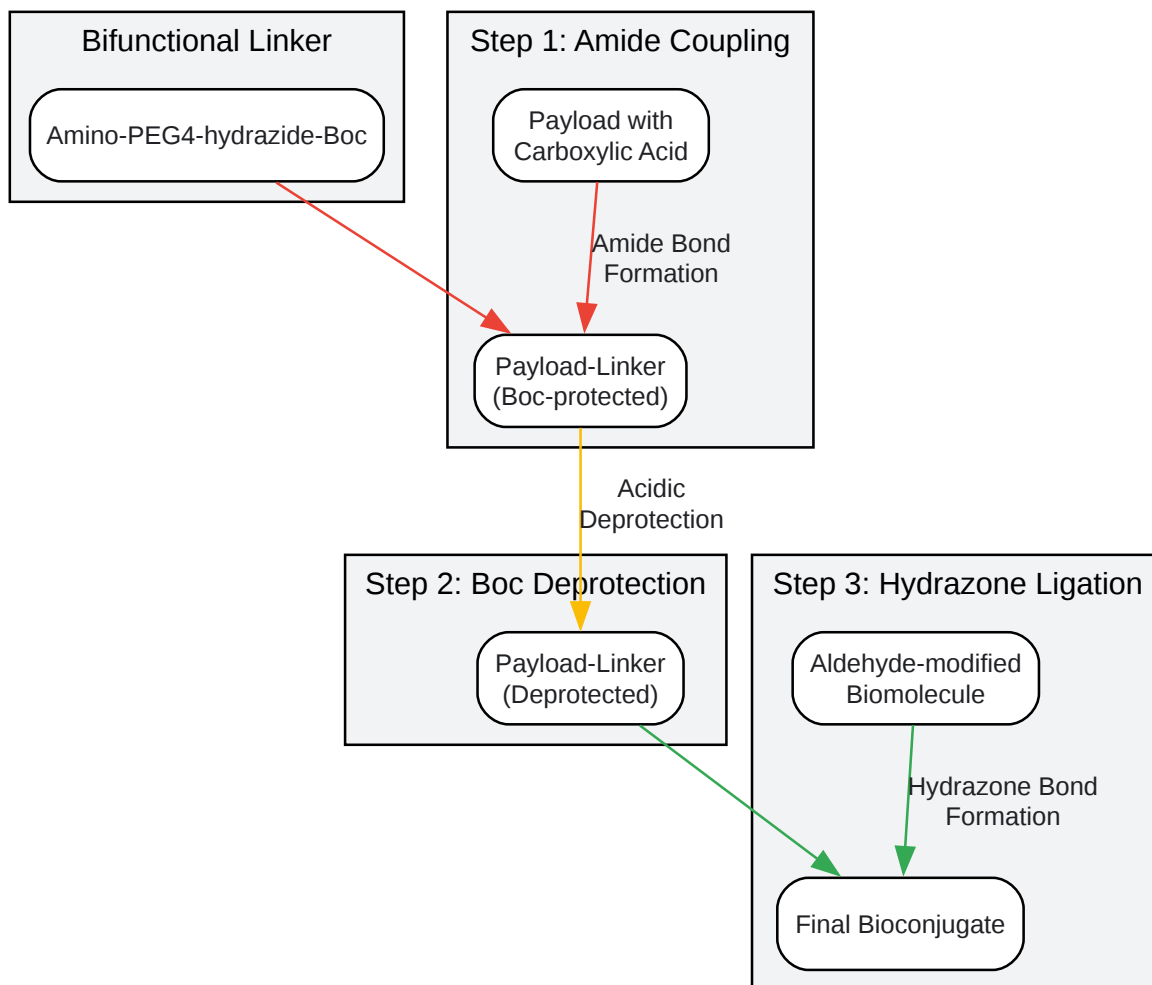 Bifunctional Linker
Amino-PEG4-hydrazide-Boc
Step 1: Amide Coupling
Payload with
Carboxylic Acid
Amide Bond
Formation
Payload-Linker
(Boc-protected)
Acidic
Deprotection
Step 2: Boc Deprotection
Payload-Linker
(Deprotected)
Step 3: Hydrazone Ligation
Aldehyde-modified
Biomolecule
Hydrazone Bond
Formation
Final Bioconjugate